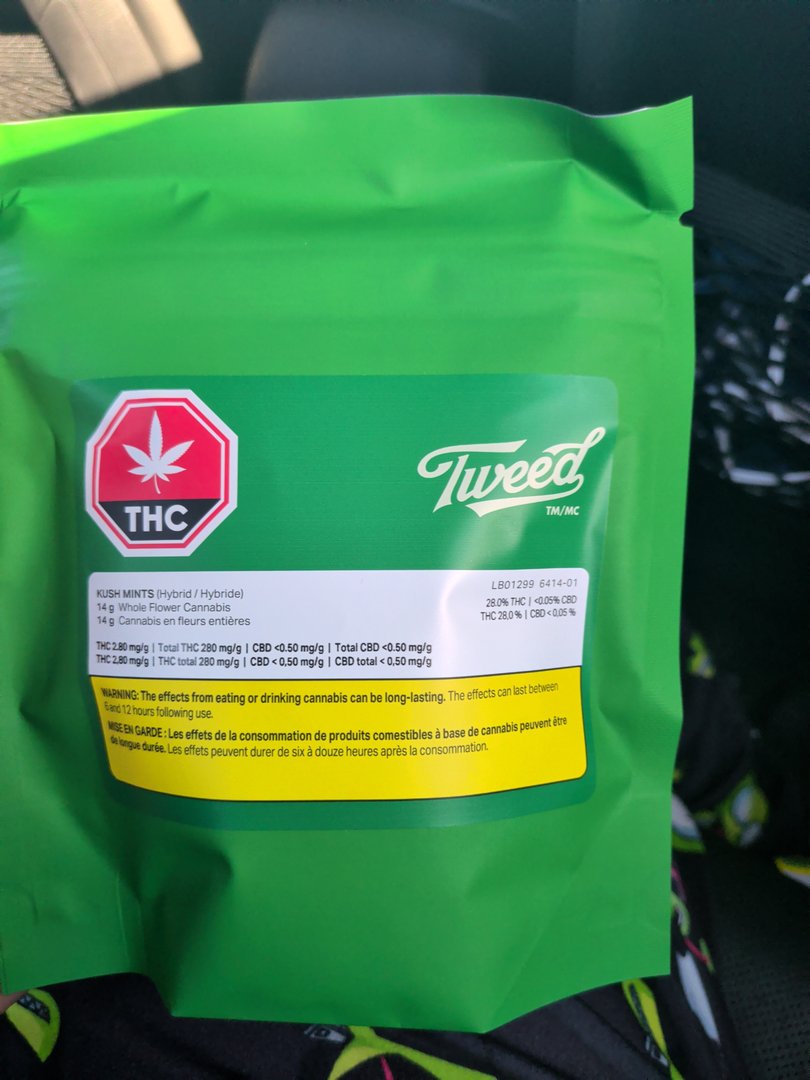 THC
Tweed
TM/MC
KUSH MINTS (Hybrid / Hybride)
14 g Whole Flower Cannabis
14 g Cannabis en fleurs entières
LB01299 6414-01
28.0% THC | <0.05% CBD
THC 28,0 % | CBD < 0,05 %
THC 2.80 mg/g | Total THC 280 mg/g | CBD <0.50 mg/g | Total CBD <0.50 mg/g
THC 2,80 mg/g | THC total 280 mg/g | CBD < 0,50 mg/g | CBD total < 0,50 mg/g
WARNING: The effects from eating or drinking cannabis can be long-lasting. The effects can last between
6 and 12 hours following use.
MISE EN GARDE : Les effets de la consommation de produits comestibles à base de cannabis peuvent être
de longue durée. Les effets peuvent durer de six à douze heures après la consommation.